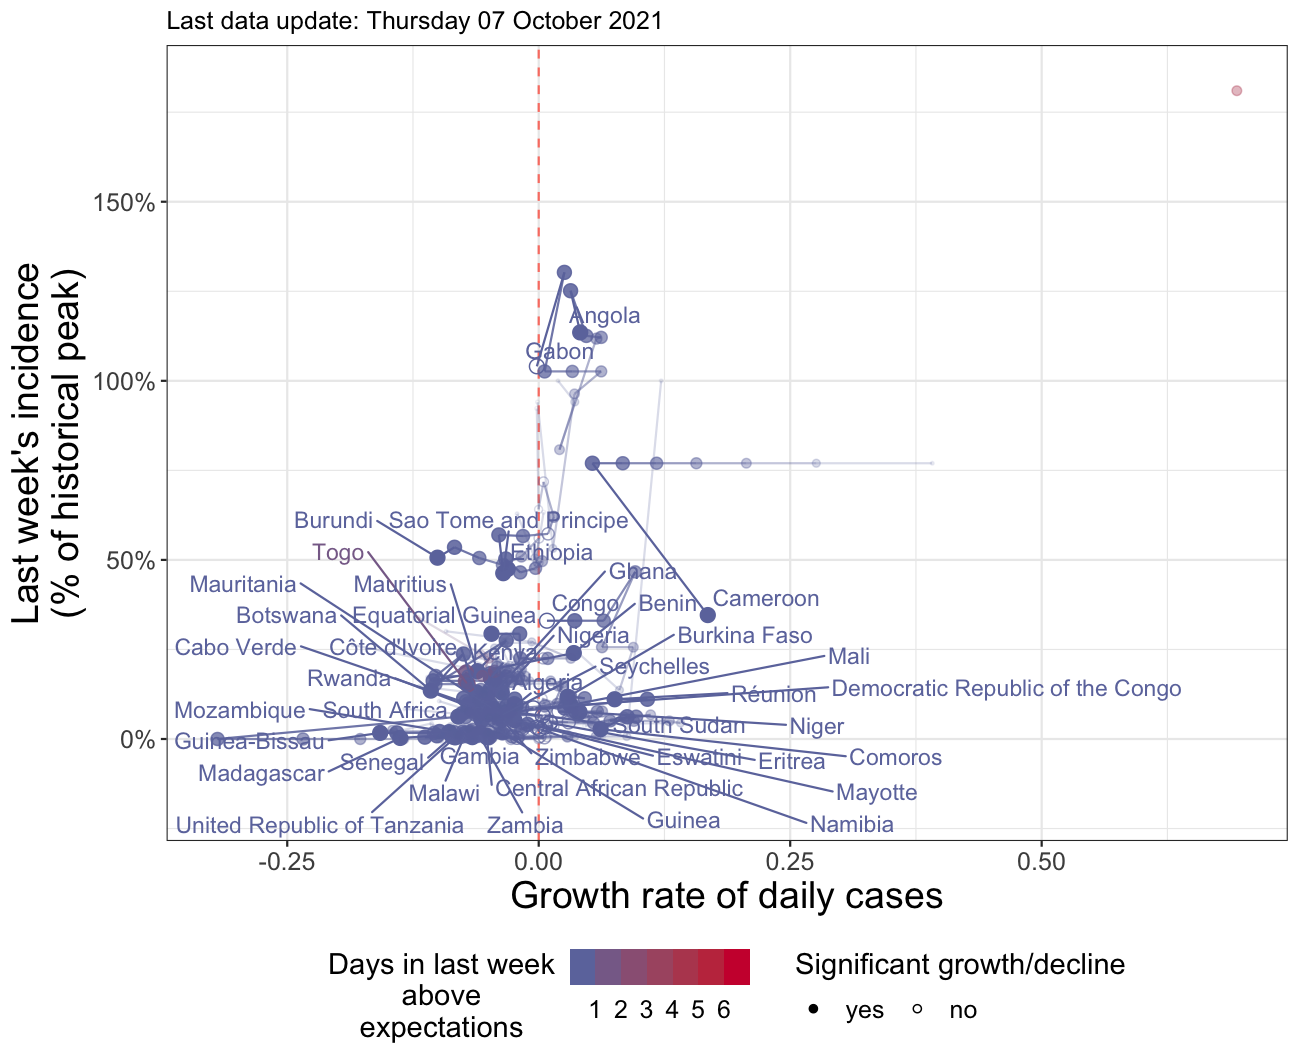 Last data update: Thursday 07 October 2021
Last week's incidence
(% of historical peak)
150%
100%
50%
0%
Angola
Gabon
Burundi
Sao Tome and Principe
Togo
Ethiopia
Mauritania
Mauritius
Ghana
Botswana
Equatorial Guinea
Congo
Benin
Cameroon
Cabo Verde
Côte d'Ivoire
Kenya
Nigeria
Burkina Faso
Mali
Rwanda
Algeria
Seychelles
Réunion
Democratic Republic of the Congo
Mozambique
South Africa
South Sudan
Niger
Guinea-Bissau
Madagascar
Senegal
Gambia
Zimbabwe
Eswatini
Eritrea
Comoros
Malawi
Central African Republic
Mayotte
United Republic of Tanzania
Zambia
Guinea
Namibia
-0.25
0.00
0.25
0.50
Growth rate of daily cases
Days in last week
above
expectations
1 2 3 4 5 6
Significant growth/decline
yes
no